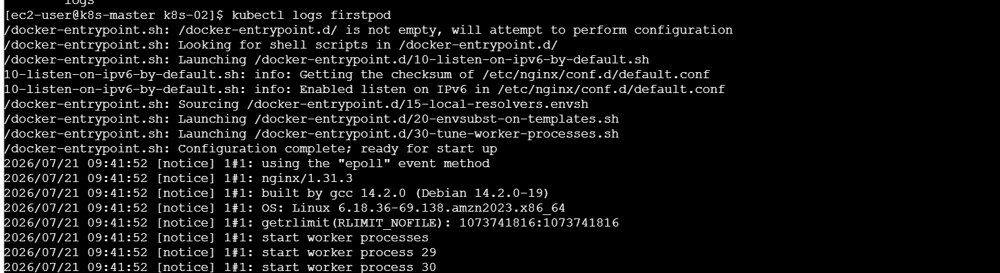 logs
[ec2-user@k8s-master k8s-02]$ kubectl logs firstpod
/docker-entrypoint.sh: /docker-entrypoint.d/ is not empty, will attempt to perform configuration
/docker-entrypoint.sh: Looking for shell scripts in /docker-entrypoint.d/
/docker-entrypoint.sh: Launching /docker-entrypoint.d/10-listen-on-ipv6-by-default.sh
10-listen-on-ipv6-by-default.sh: info: Getting the checksum of /etc/nginx/conf.d/default.conf
10-listen-on-ipv6-by-default.sh: info: Enabled listen on IPv6 in /etc/nginx/conf.d/default.conf
/docker-entrypoint.sh: Sourcing /docker-entrypoint.d/15-local-resolvers.envsh
/docker-entrypoint.sh: Launching /docker-entrypoint.d/20-envsubst-on-templates.sh
/docker-entrypoint.sh: Launching /docker-entrypoint.d/30-tune-worker-processes.sh
/docker-entrypoint.sh: Configuration complete; ready for start up
2026/07/21 09:41:52 [notice] 1#1: using the "epoll" event method
2026/07/21 09:41:52 [notice] 1#1: nginx/1.31.3
2026/07/21 09:41:52 [notice] 1#1: built by gcc 14.2.0 (Debian 14.2.0-19)
2026/07/21 09:41:52 [notice] 1#1: OS: Linux 6.18.36-69.138.amzn2023.x86_64
2026/07/21 09:41:52 [notice] 1#1: getrlimit(RLIMIT_NOFILE): 1073741816:1073741816
2026/07/21 09:41:52 [notice] 1#1: start worker processes
2026/07/21 09:41:52 [notice] 1#1: start worker process 29
2026/07/21 09:41:52 [notice] 1#1: start worker process 30